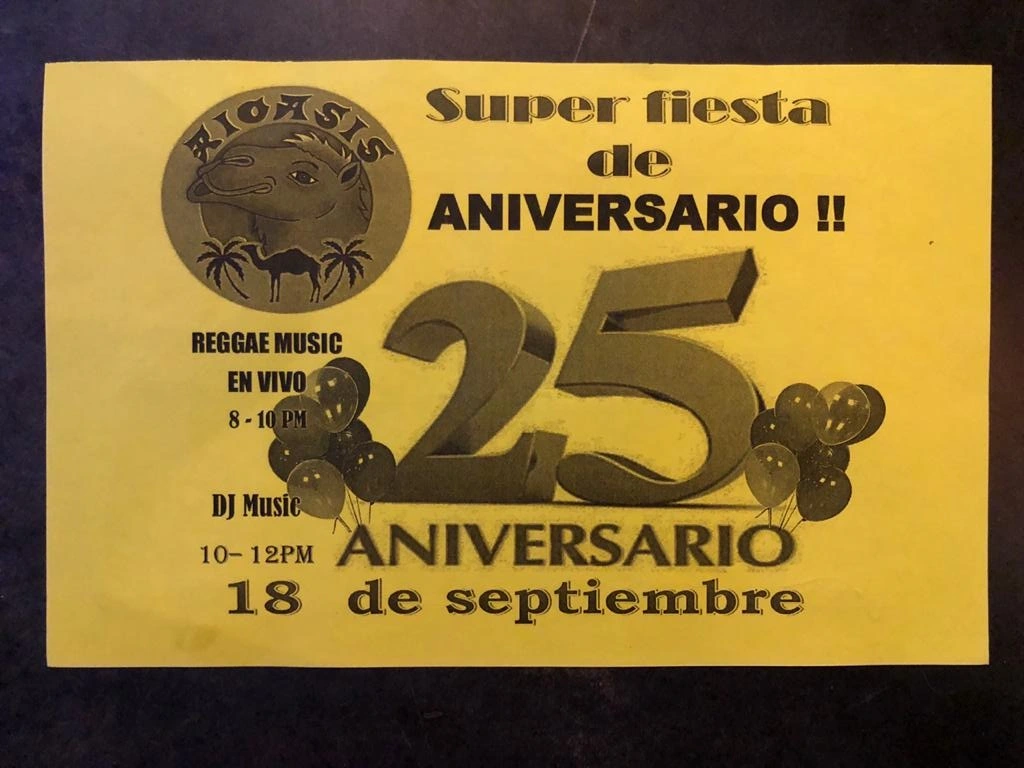 RIOASIS
Super fiesta
de
ANIVERSARIO !!
25
REGGAE MUSIC
EN VIVO
8 - 10 PM
DJ Music
10- 12PM
ANIVERSARIO
18 de septiembre